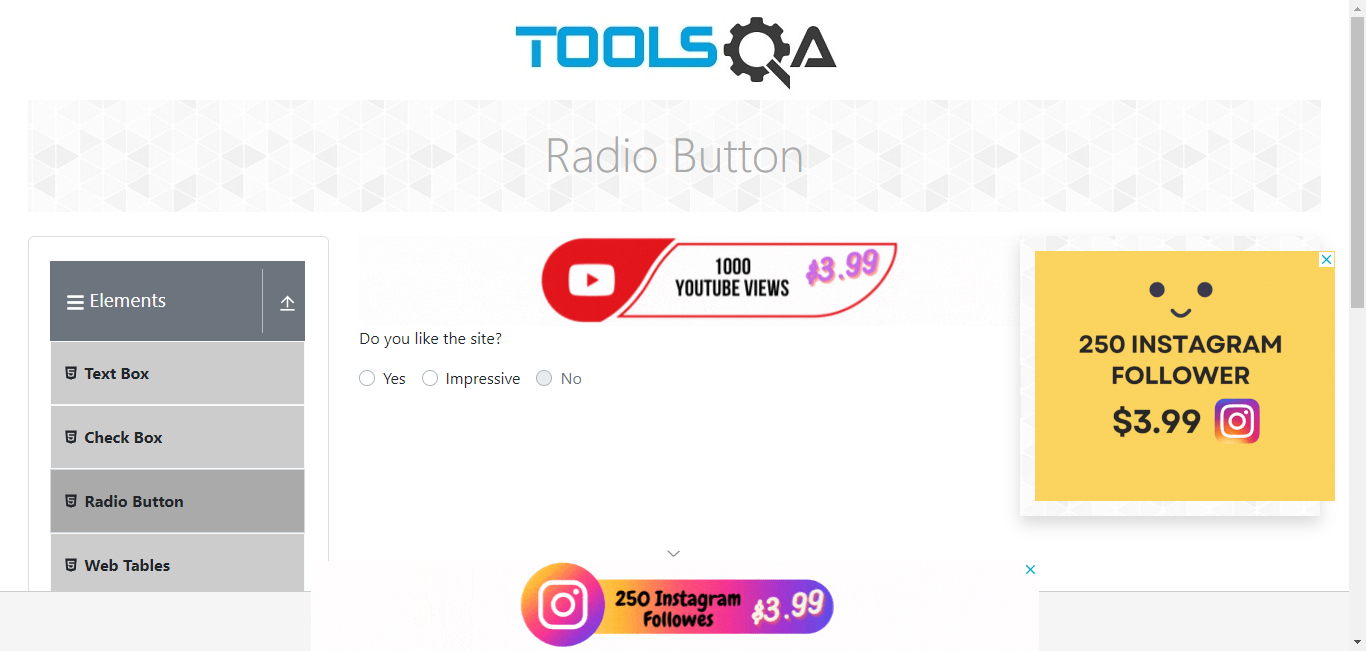 TOOLSQA
Radio Button
Elements
Text Box
Check Box
Radio Button
Web Tables
1000
YOUTUBE VIEWS
$3.99
Do you like the site?
Yes
Impressive
No
250 INSTAGRAM
FOLLOWER
$3.99
250 Instagram
Followes
$3.99